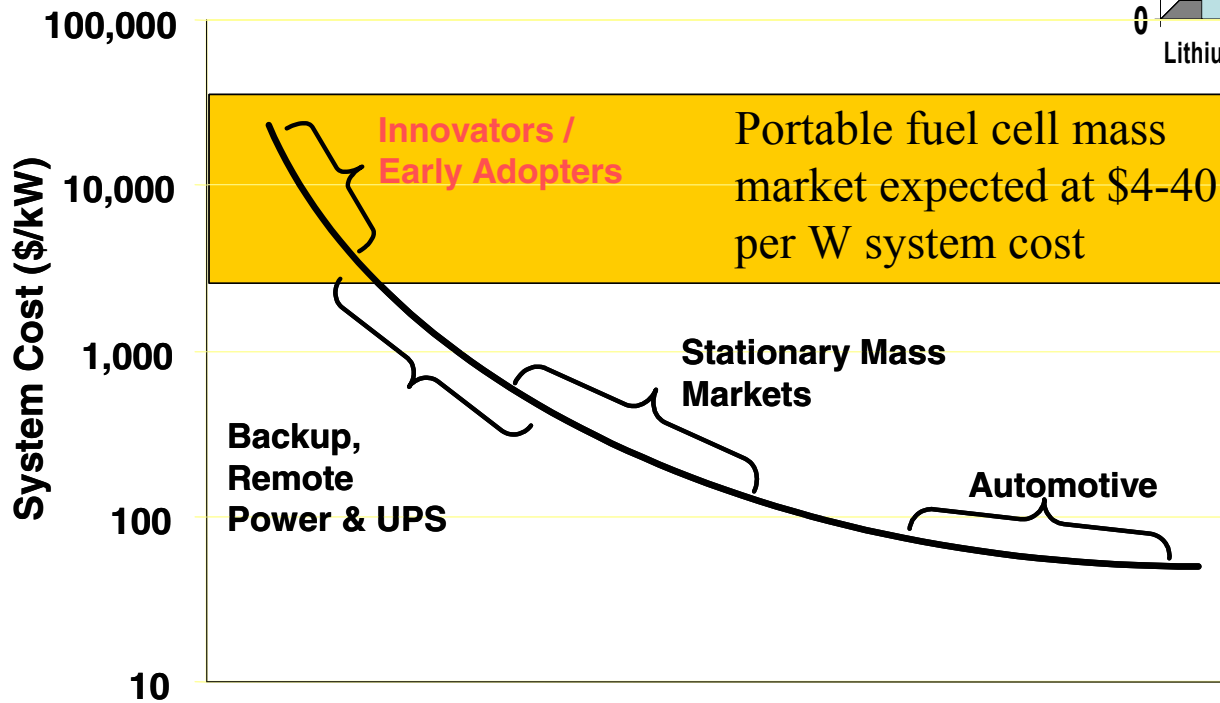 100,000
0
Lithiu
Innovators /
Early Adopters
Portable fuel cell mass
market expected at $4-40
per W system cost
System Cost ($/kW)
10,000
1,000
Stationary Mass
Markets
Backup,
Remote
Power & UPS
Automotive
100
10